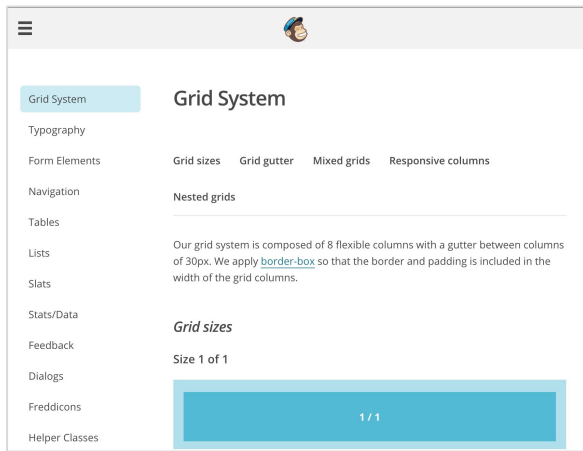 Grid System
Typography
Form Elements
Navigation
Tables
Lists
Slats
Stats/Data
Feedback
Dialogs
Freddicons
Helper Classes
Grid System
Grid sizes Grid gutter Mixed grids Responsive columns
Nested grids
Our grid system is composed of 8 flexible columns with a gutter between columns
of 30px. We apply border-box so that the border and padding is included in the
width of the grid columns.
Grid sizes
Size 1 of 1
1 / 1